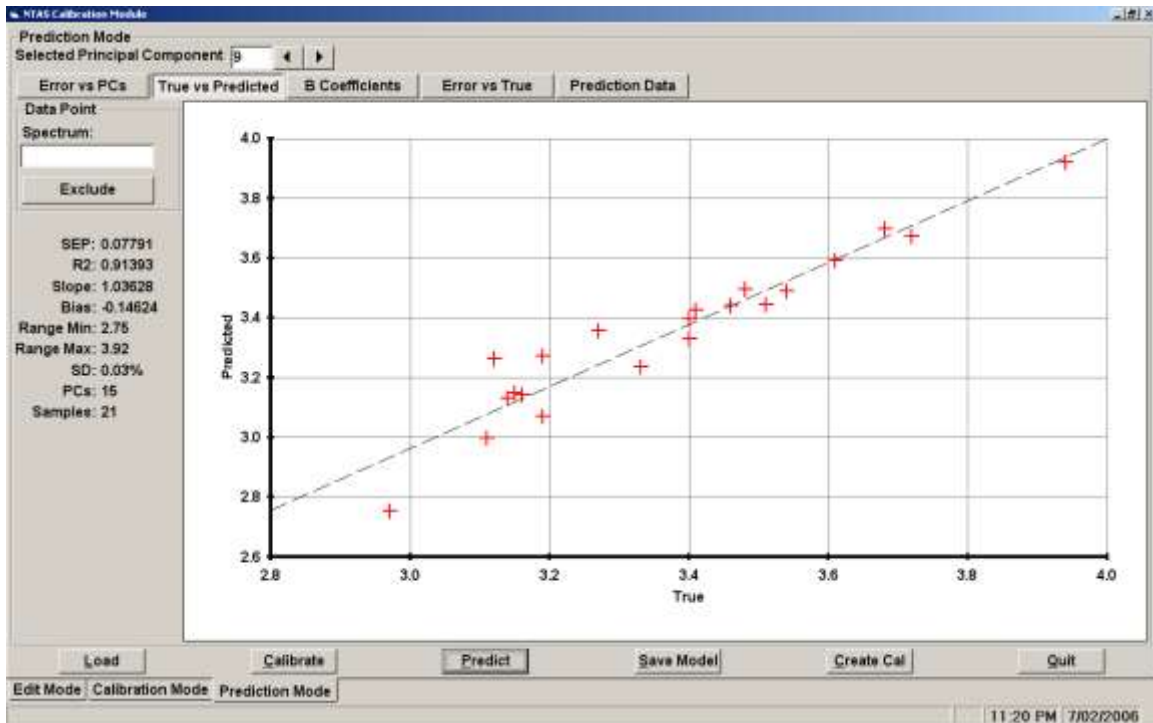 NTAS Calibration Module
Prediction Mode
Selected Principal Component 9
Error vs PCs True vs Predicted B Coefficients Error vs True Prediction Data
Data Point
Spectrum:
Exclude
SEP: 0.07791
R2: 0.91393
Slope: 1.03628
Bias: -0.14624
Range Min: 2.75
Range Max: 3.92
SD: 0.03%
PCs: 15
Samples: 21
4.0
3.8
3.6
3.4
3.2
3.0
2.8
2.6
Predicted
2.8 3.0 3.2 3.4 3.6 3.8 4.0
True
Load Calibrate Predict Save Model Create Cal Quit
Edit Mode Calibration Mode Prediction Mode
11:20 PM 7/02/2006